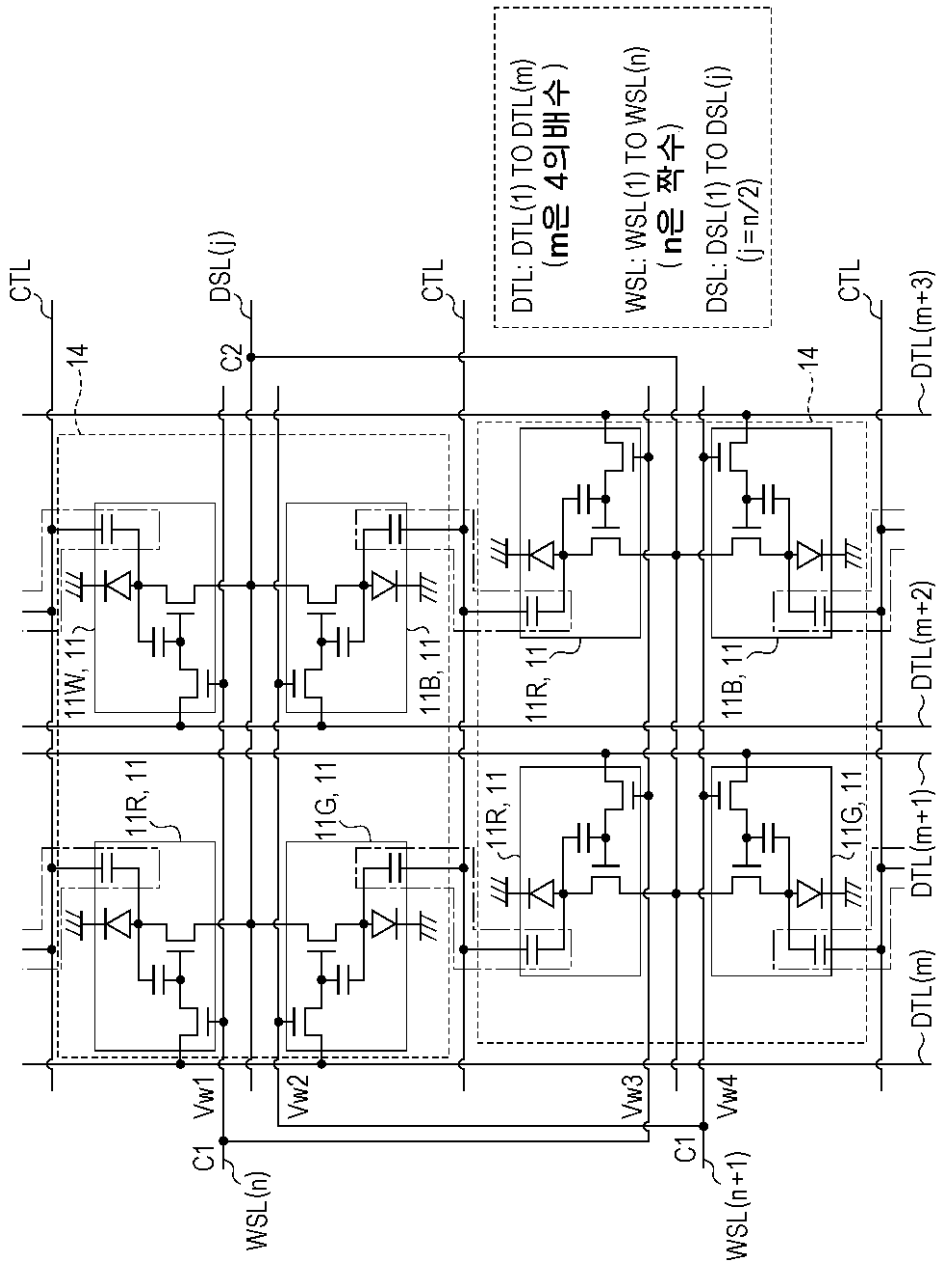 CTL
DSL(j)
CTL
CTL
C2
14
14
DTL(m+3)
DTL: DTL(1) TO DTL(m)
(m은 4의배수)
WSL: WSL(1) TO WSL(n)
(n은 짝수)
DSL: DSL(1) TO DSL(j)
(j=n/2)
11W, 11
11B, 11
11R, 11
11B, 11
DTL(m+2)
11R, 11
11G, 11
11R, 11
11G, 11
DTL(m+1)
DTL(m)
Vw1
Vw2
Vw3
Vw4
C1
C1
WSL(n)
WSL(n+1)